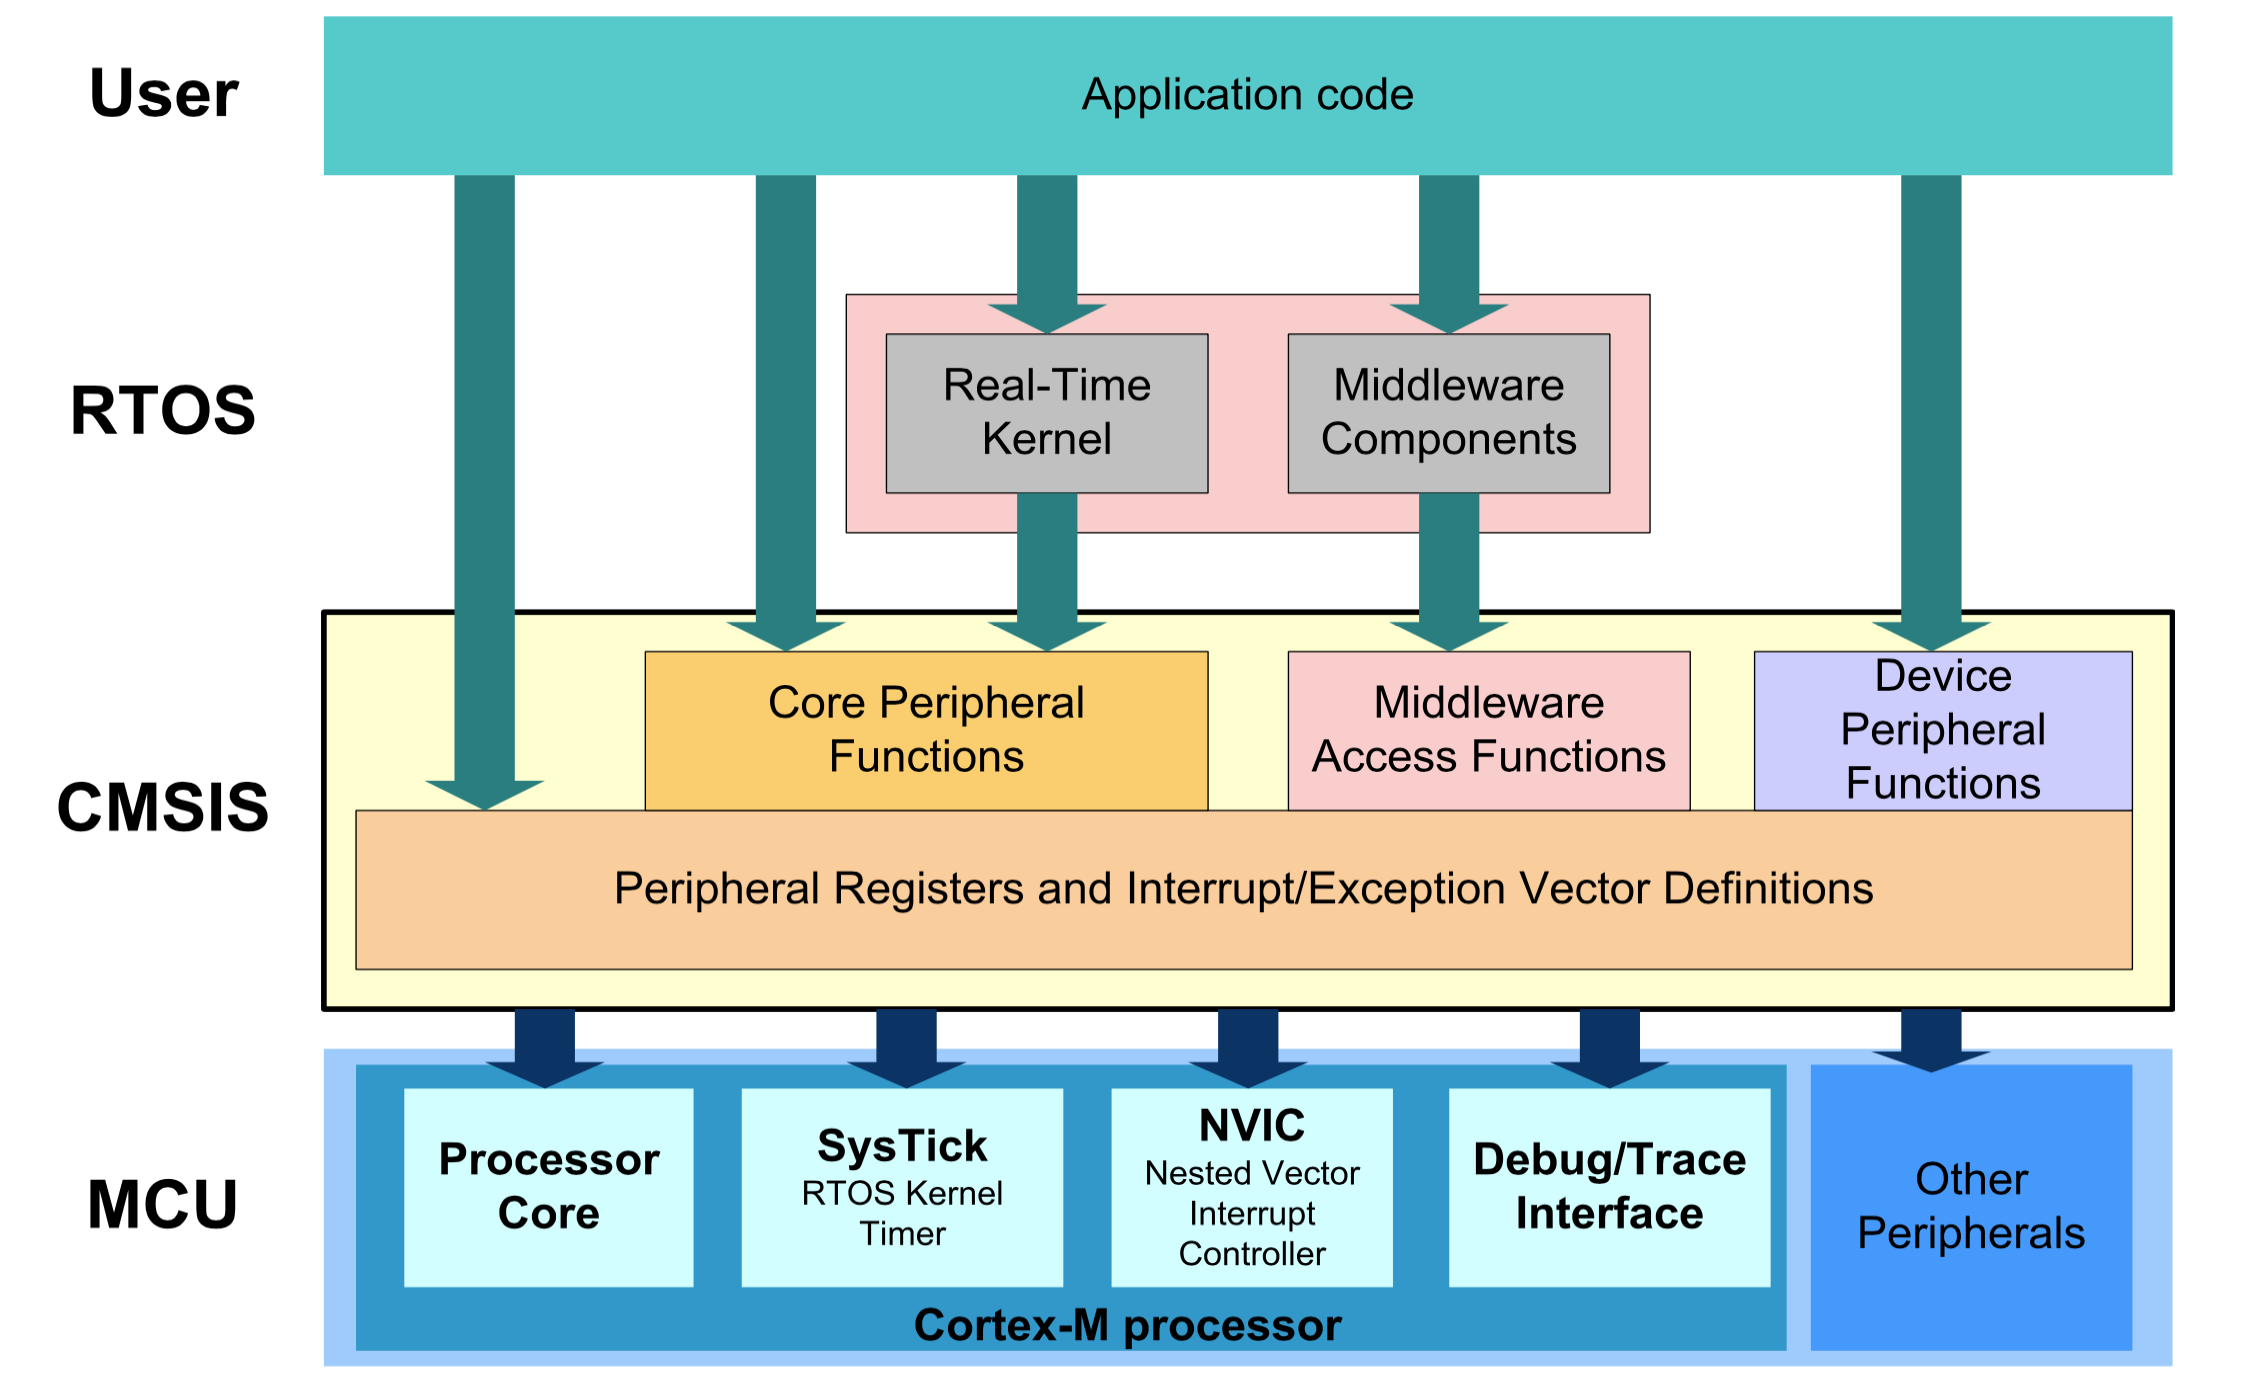 User
Application code
RTOS
Real-Time
Kernel
Middleware
Components
CMSIS
Core Peripheral
Functions
Middleware
Access Functions
Device
Peripheral
Functions
Peripheral Registers and Interrupt/Exception Vector Definitions
MCU
Processor
Core
SysTick
RTOS Kernel
Timer
NVIC
Nested Vector
Interrupt
Controller
Debug/Trace
Interface
Other
Peripherals
Cortex-M processor